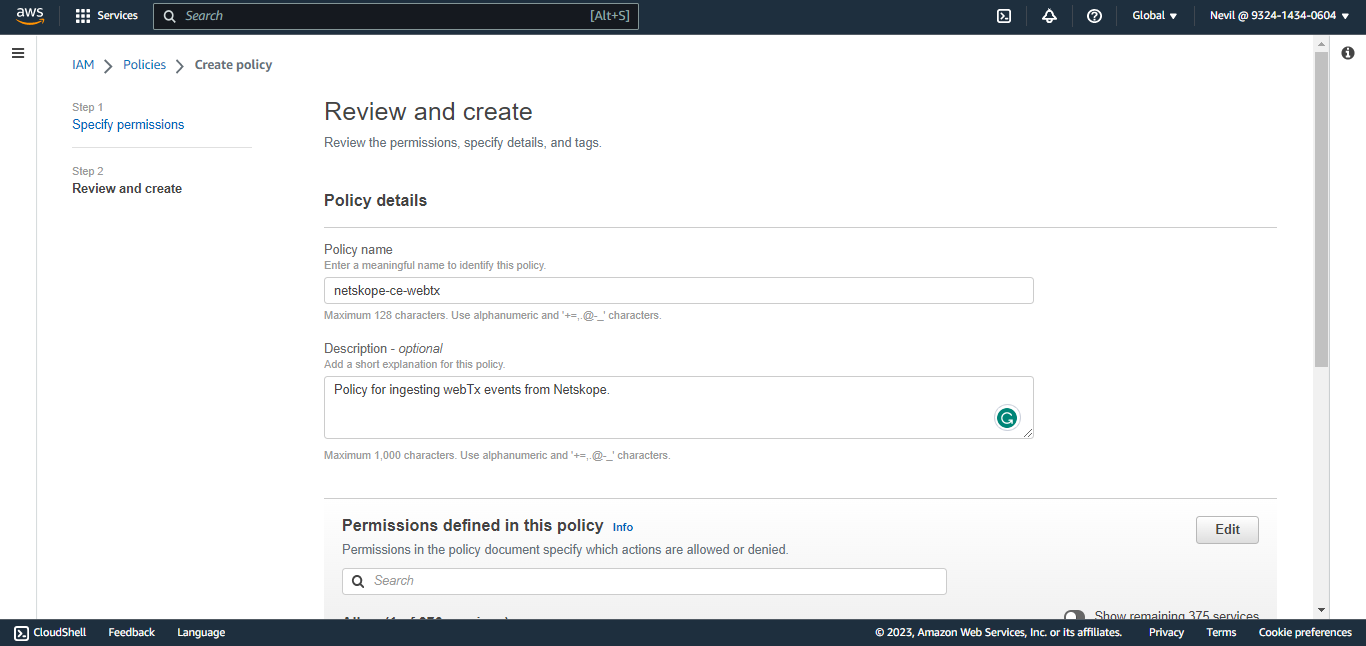 aws Services Search [Alt+S] Global Nevil @ 9324-1434-0604
IAM Policies Create policy
Step 1
Specify permissions
Step 2
Review and create
Review and create
Review the permissions, specify details, and tags.
Policy details
Policy name
Enter a meaningful name to identify this policy.
netskope-ce-webtx
Maximum 128 characters. Use alphanumeric and '+=,.@-_' characters.
Description - optional
Add a short explanation for this policy.
Policy for ingesting webTx events from Netskope.
Maximum 1,000 characters. Use alphanumeric and '+=,.@-_' characters.
Permissions defined in this policy Info
Edit
Permissions in the policy document specify which actions are allowed or denied.
Search
Show remaining 375 services
CloudShell Feedback Language © 2023, Amazon Web Services, Inc. or its affiliates. Privacy Terms Cookie preferences